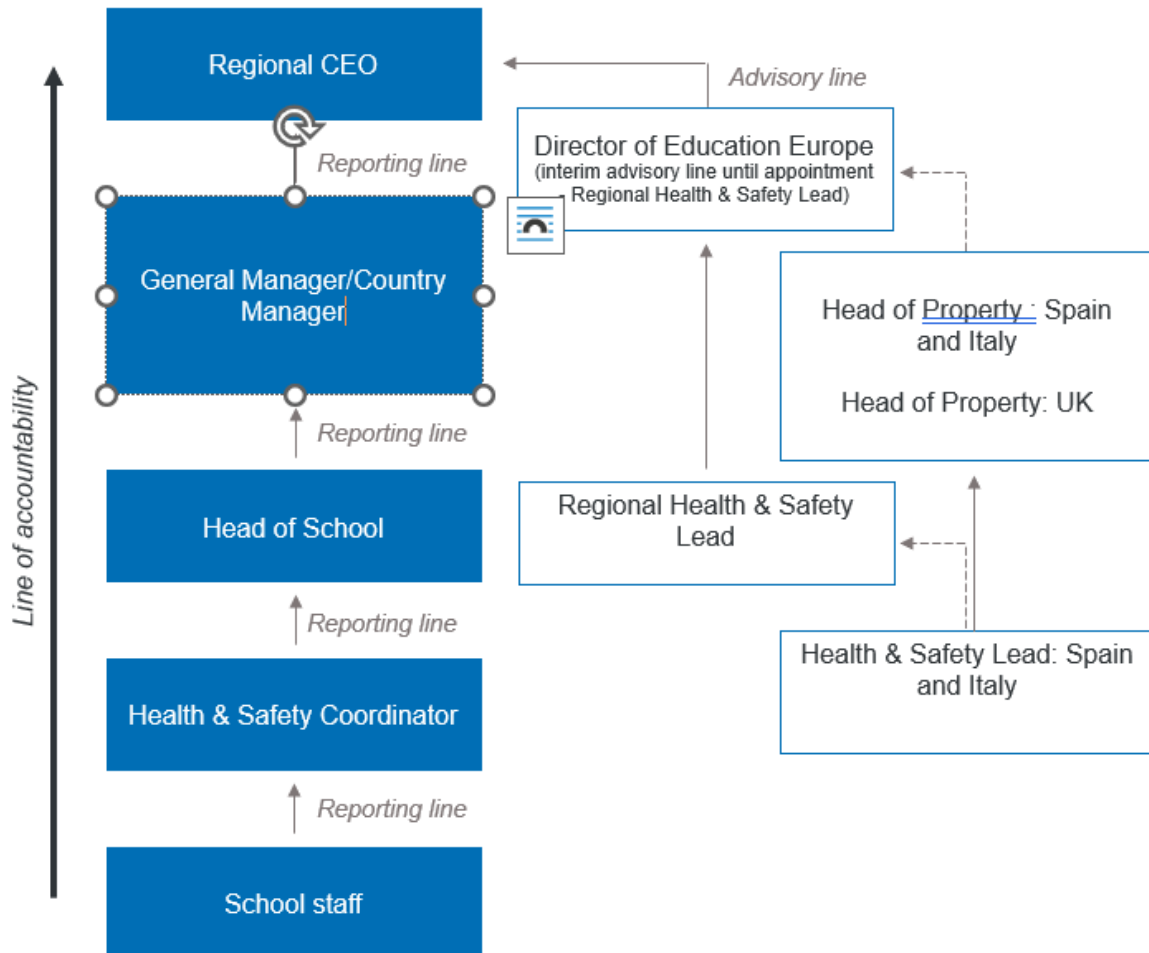 Regional CEO
Advisory line
Director of Education Europe
(interim advisory line until appointment
- Regional Health & Safety Lead)
Reporting line
General Manager/Country
Manager
Head of Property : Spain
and Italy
Head of Property: UK
Reporting line
Line of accountability
Head of School
Regional Health & Safety
Lead
Reporting line
Health & Safety Coordinator
Health & Safety Lead: Spain
and Italy
Reporting line
School staff